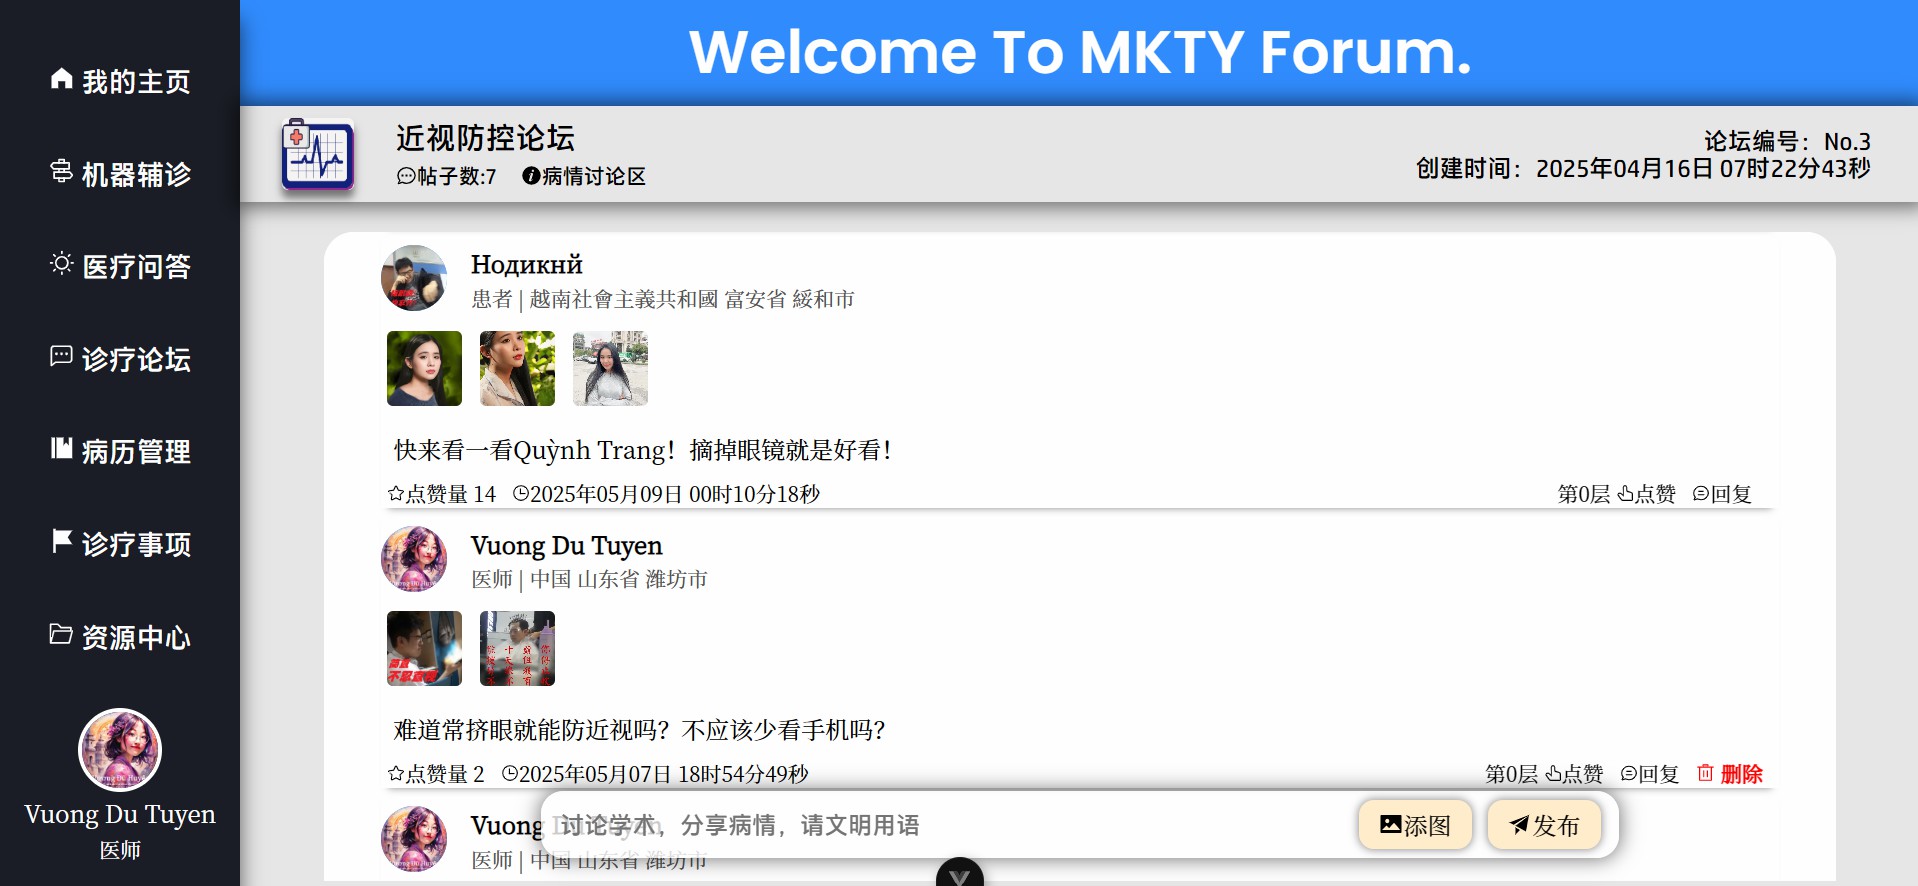 Welcome To MKTY Forum.
我的主页
机器辅诊
医疗问答
诊疗论坛
病历管理
诊疗事项
资源中心
Vuong Du Tuyen
医师
近视防控论坛
帖子数:7 病情讨论区
论坛编号：No.3
创建时间：2025年04月16日 07时22分43秒
Нодикнй
患者 | 越南社會主義共和國 富安省 綏和市
快来看一看Quỳnh Trang！摘掉眼镜就是好看！
点赞量 14 2025年05月09日 00时10分18秒
第0层 点赞 回复
Vuong Du Tuyen
医师 | 中国 山东省 潍坊市
不忍直视
难道常挤眼就能防近视吗？不应该少看手机吗？
点赞量 2 2025年05月07日 18时54分49秒
第0层 点赞 回复 删除
Vuong Du Tuyen
医师 | 中国 山东省 潍坊市
讨论学术，分享病情，请文明用语
添图
发布